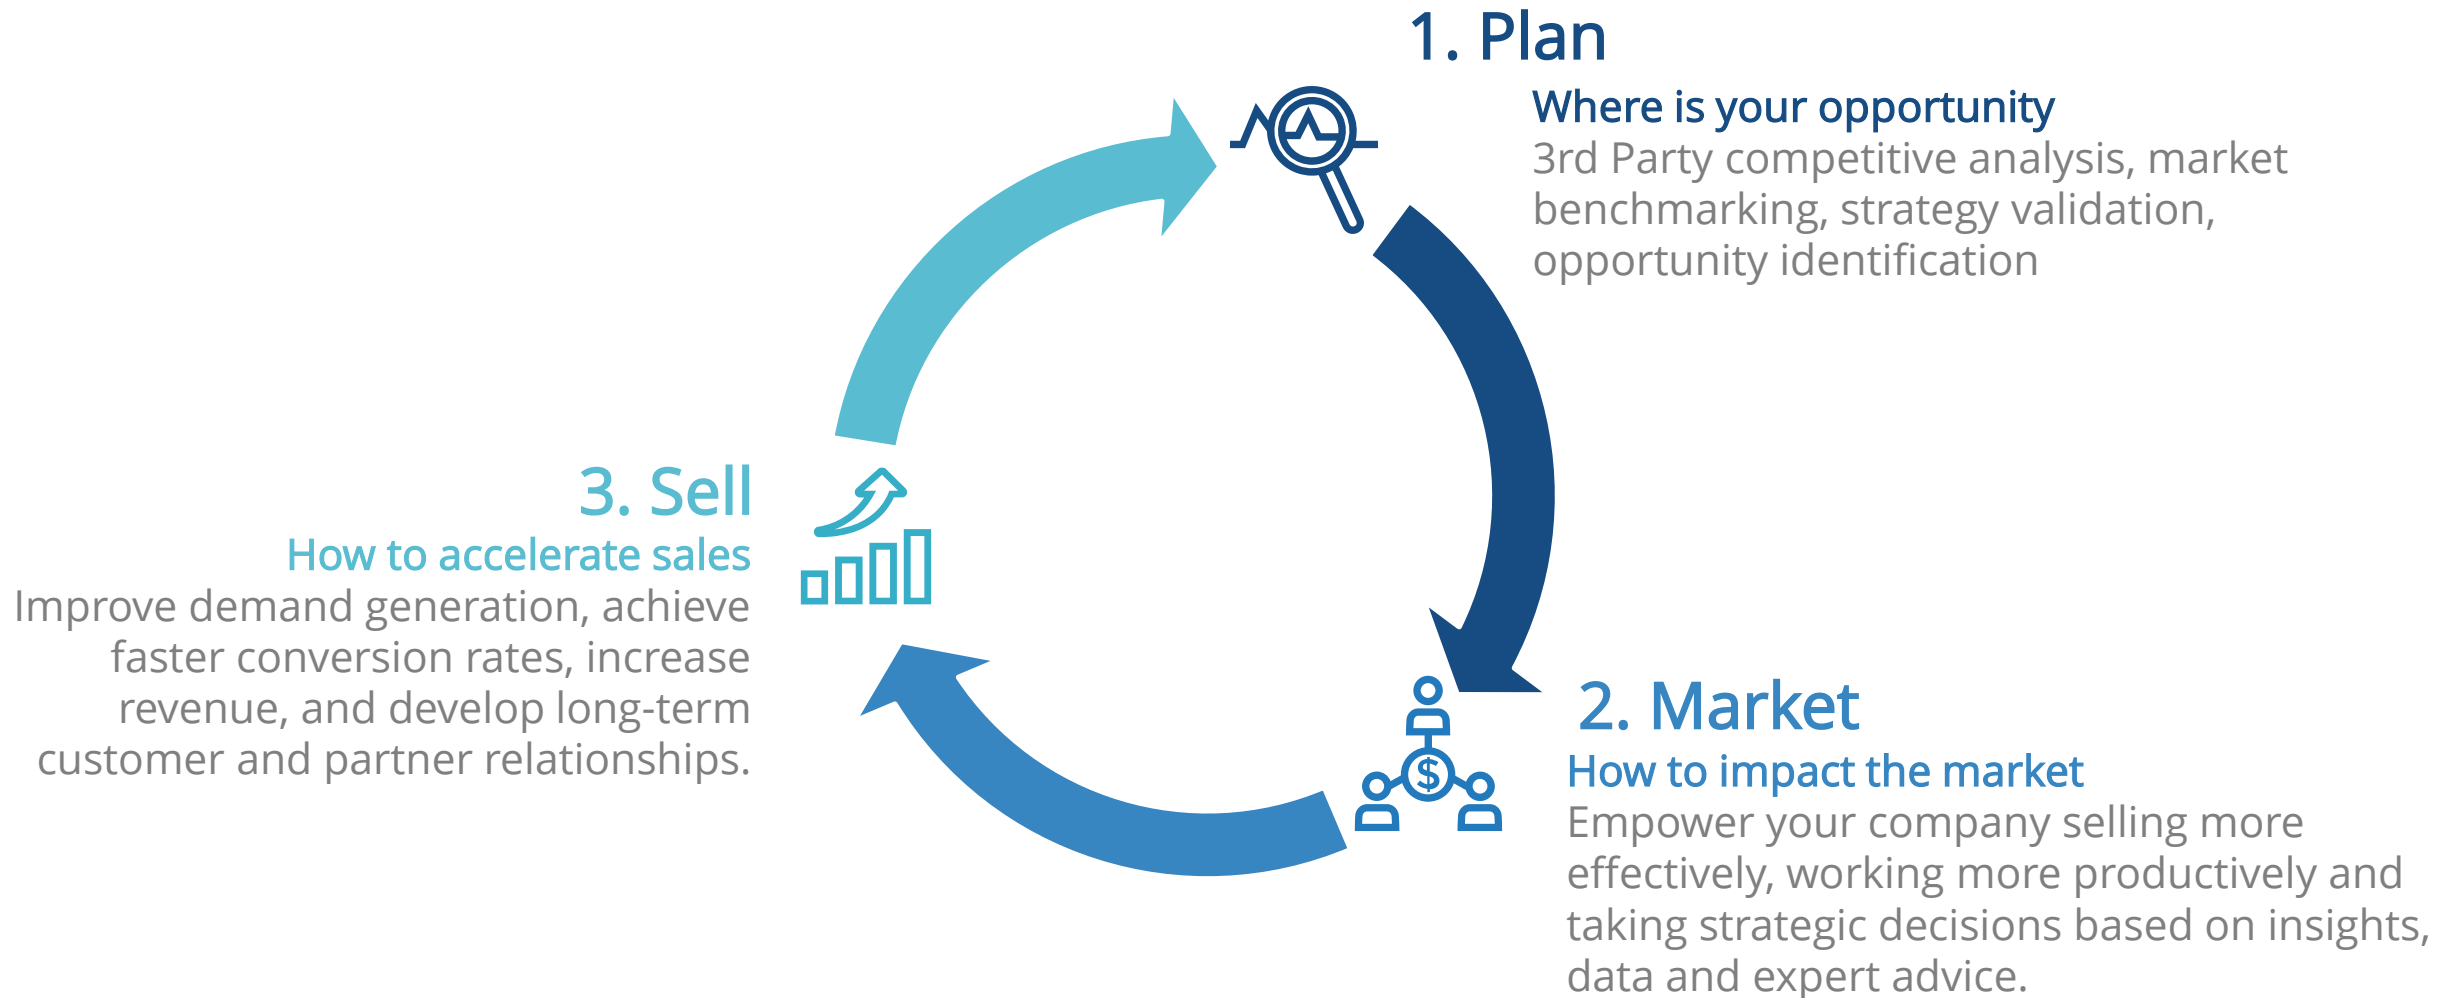 1. Plan
Where is your opportunity
3rd Party competitive analysis, market
benchmarking, strategy validation,
opportunity identification
2. Market
How to impact the market
Empower your company selling more
effectively, working more productively and
taking strategic decisions based on insights,
data and expert advice.
3. Sell
How to accelerate sales
Improve demand generation, achieve
faster conversion rates, increase
revenue, and develop long-term
customer and partner relationships.
$